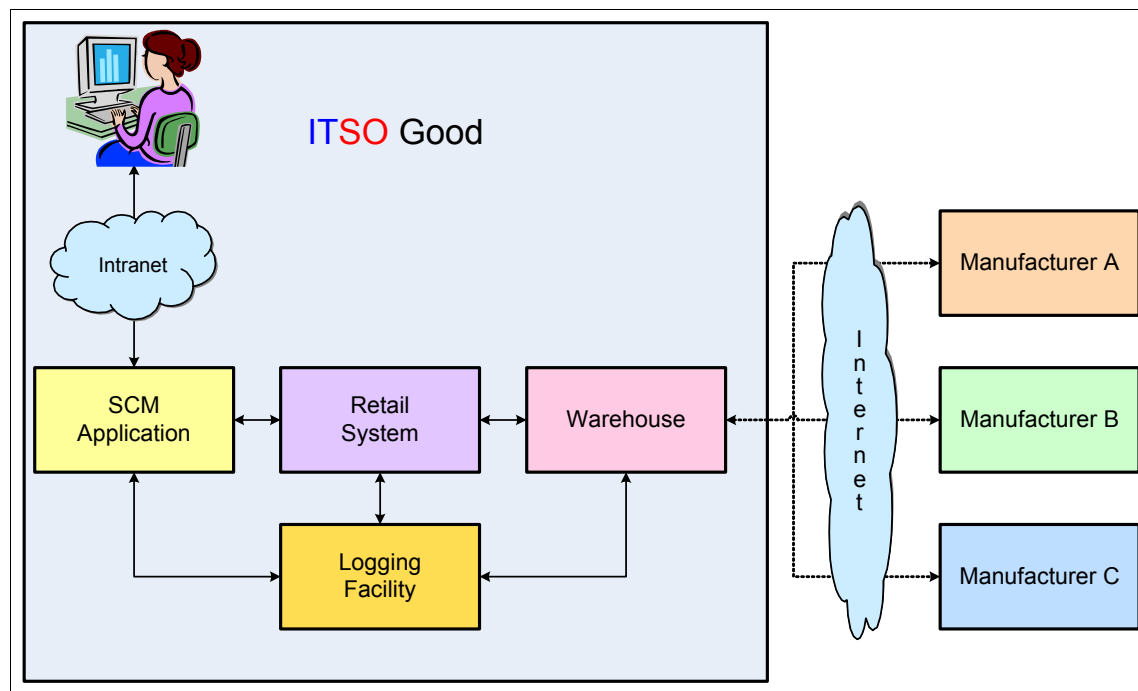 ITSO Good
Intranet
SCM
Application
Retail
System
Warehouse
Logging
Facility
Internet
Manufacturer A
Manufacturer B
Manufacturer C